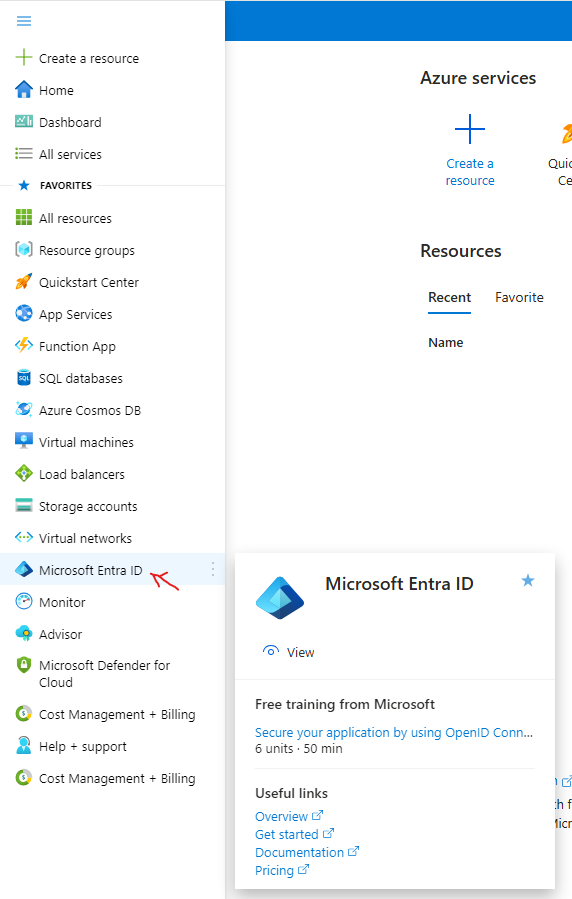 Create a resource
Home
Dashboard
All services
FAVORITES
All resources
Resource groups
Quickstart Center
App Services
Function App
SQL databases
SQL
Azure Cosmos DB
Virtual machines
Load balancers
Storage accounts
Virtual networks
Microsoft Entra ID
Monitor
Advisor
Microsoft Defender for
Cloud
Cost Management + Billing
Help + support
Cost Management + Billing
Azure services
Create a
resource
Quic
Ce
Resources
Recent
Favorite
Name
Microsoft Entra ID
View
Free training from Microsoft
Secure your application by using OpenID Conn...
6 units · 50 min
Useful links
Overview
Get started
Documentation
Pricing